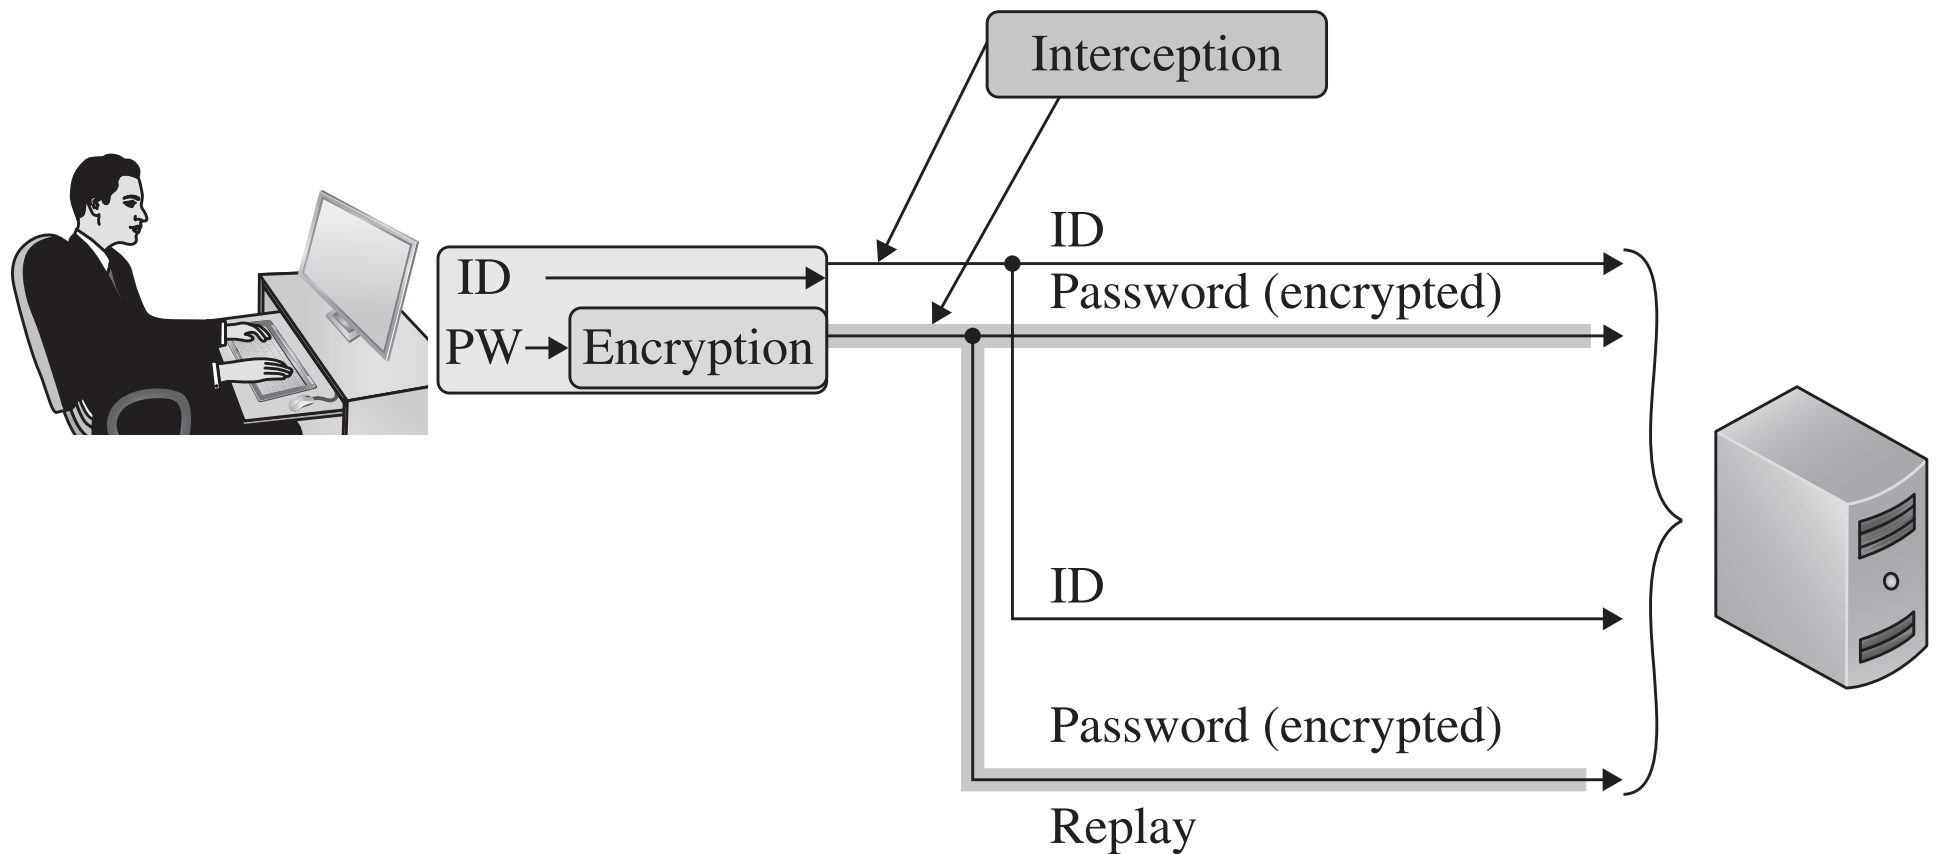 Interception
ID
ID
Password (encrypted)
PW
Encryption
ID
Password (encrypted)
Replay